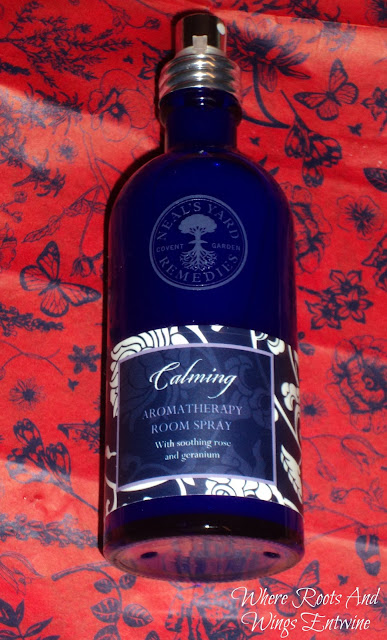 NEAL'S YARD
COVENT GARDEN
REMEDIES
Calming
AROMATHERAPY
ROOM SPRAY
With soothing rose
and geranium
Where Roots And
Wings Entwine